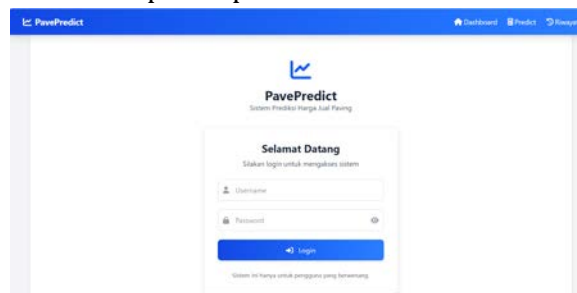 PavePredict
Dashboard Predict Riwayat
PavePredict
Sistem Prediksi Harga Jual Paving
Selamat Datang
Silakan login untuk mengakses sistem
Username
Password
Login
Sistem ini hanya untuk pengguna yang berwenang.